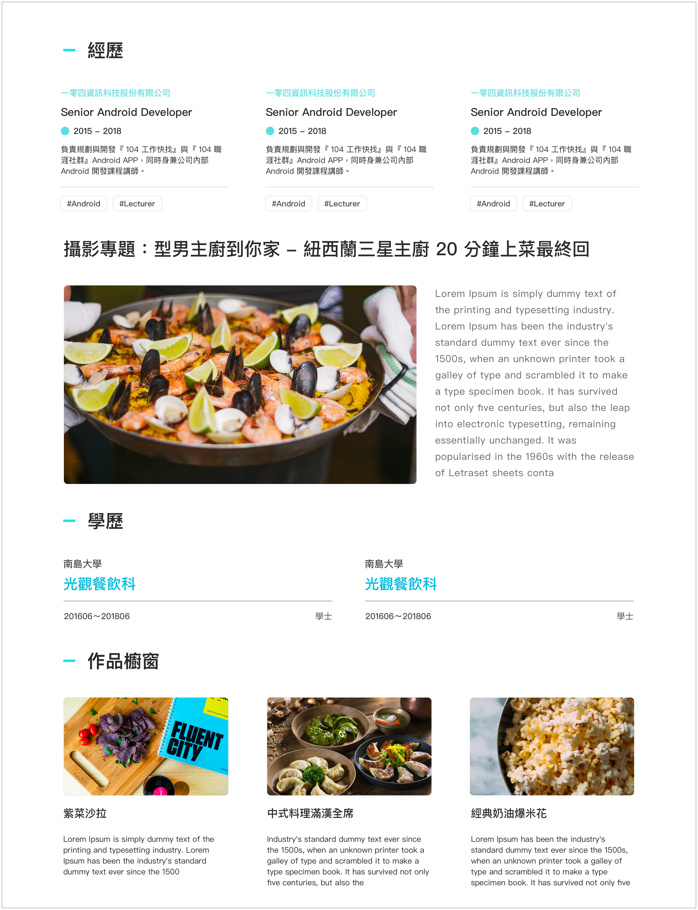 經歷
一零四資訊科技股份有限公司
Senior Android Developer
2015 – 2018
負責規劃與開發『 104 工作快找』與『 104 職
涯社群』Android APP，同時身兼公司內部
Android 開發課程講師。
#Android #Lecturer
一零四資訊科技股份有限公司
Senior Android Developer
2015 – 2018
負責規劃與開發『 104 工作快找』與『 104 職
涯社群』Android APP，同時身兼公司內部
Android 開發課程講師。
#Android #Lecturer
一零四資訊科技股份有限公司
Senior Android Developer
2015 – 2018
負責規劃與開發『 104 工作快找』與『 104 職
涯社群』Android APP，同時身兼公司內部
Android 開發課程講師。
#Android #Lecturer
攝影專題：型男主廚到你家 – 紐西蘭三星主廚 20 分鐘上菜最終回
Lorem Ipsum is simply dummy text of
the printing and typesetting industry.
Lorem Ipsum has been the industry's
standard dummy text ever since the
1500s, when an unknown printer took a
galley of type and scrambled it to make
a type specimen book. It has survived
not only five centuries, but also the leap
into electronic typesetting, remaining
essentially unchanged. It was
popularised in the 1960s with the release
of Letraset sheets conta
學歷
南島大學
光觀餐飲科
201606～201806 學士
南島大學
光觀餐飲科
201606～201806 學士
作品櫥窗
FLUENT
CITY
紫菜沙拉
Lorem Ipsum is simply dummy text of the
printing and typesetting industry. Lorem
Ipsum has been the industry's standard
dummy text ever since the 1500
中式料理滿漢全席
Industry's standard dummy text ever since
the 1500s, when an unknown printer took a
galley of type and scrambled it to make a
type specimen book. It has survived not only
five centuries, but also the
經典奶油爆米花
Lorem Ipsum has been the industry's
standard dummy text ever since the 1500s,
when an unknown printer took a galley of
type and scrambled it to make a type
specimen book. It has survived not only five